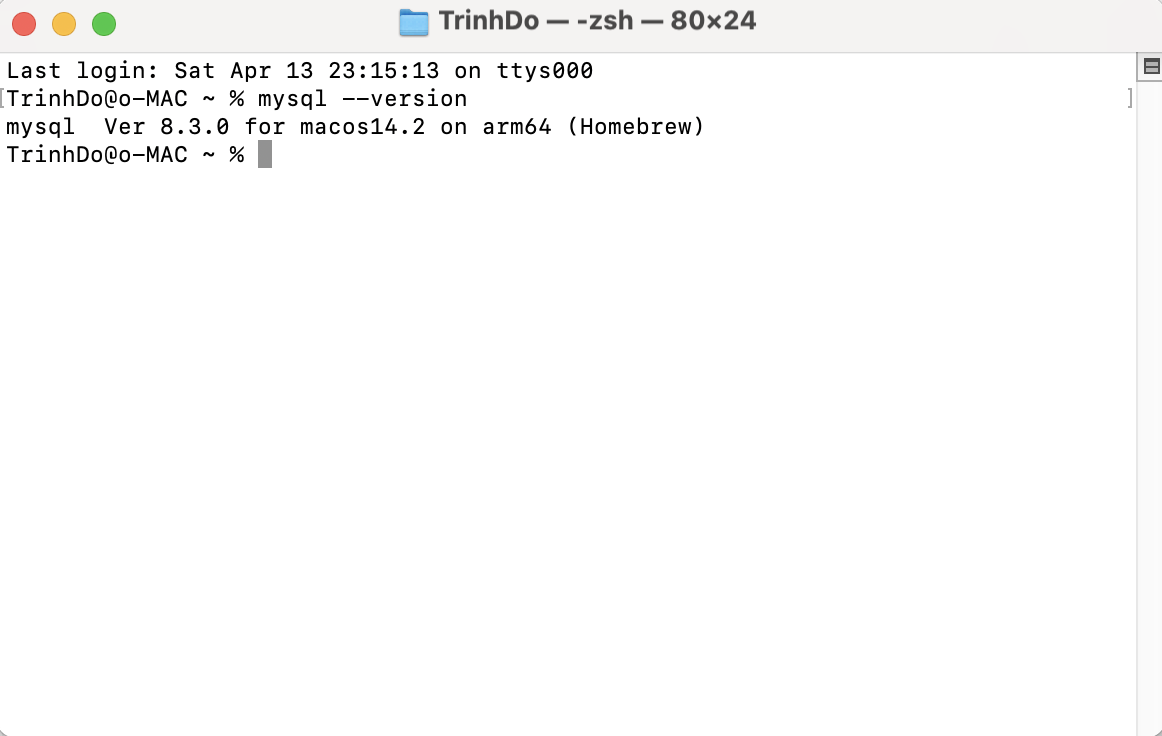 TrinhDo — -zsh — 80×24
Last login: Sat Apr 13 23:15:13 on ttys000
[TrinhDo@o-MAC ~ % mysql --version ]
mysql  Ver 8.3.0 for macos14.2 on arm64 (Homebrew)
TrinhDo@o-MAC ~ %